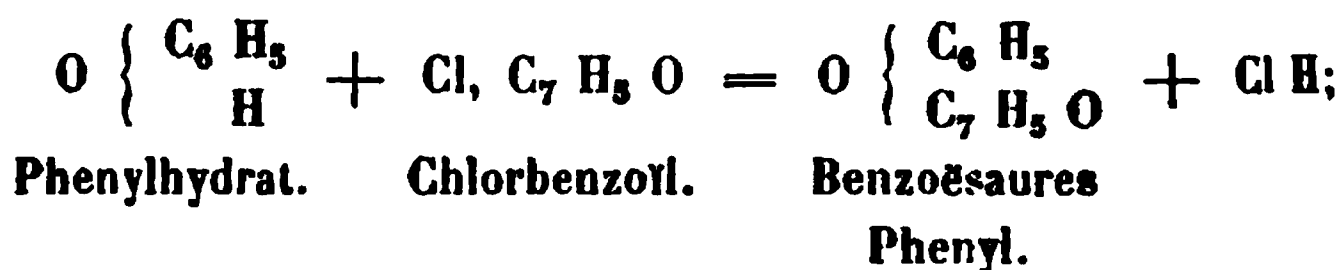 O { C₆ H₅ H + Cl, C₇ H₅ O = O { C₆ H₅ C₇ H₅ O + Cl H;
Phenylhydrat. Chlorbenzoïl. Benzoësaures
Phenyl.